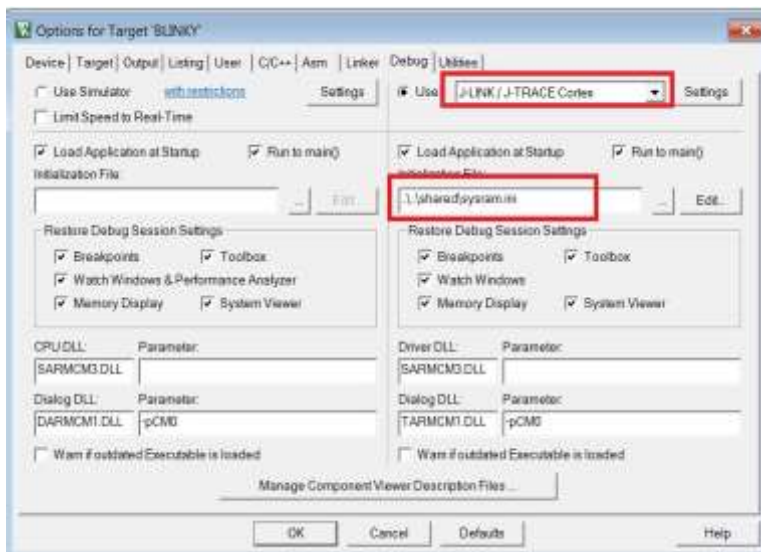 Options for Target 'BLINKY'
Device | Target | Output | Listing | User | C/C++ | Asm | Linker Debug | Utilities
Use Simulator with restrictions Settings
Limit Speed to Real-Time
Use J-LINK / J-TRACE Cortex Settings
Load Application at Startup Run to main()
Initialization File:
... Edit...
Load Application at Startup Run to main()
Initialization File:
..\..\shared\sysram.ini ... Edit...
Restore Debug Session Settings
Breakpoints Toolbox
Watch Windows & Performance Analyzer
Memory Display System Viewer
Restore Debug Session Settings
Breakpoints Toolbox
Watch Windows
Memory Display System Viewer
CPU DLL: Parameter:
SARMCM3.DLL
Dialog DLL: Parameter:
DARMCM1.DLL -pCM0
Warn if outdated Executable is loaded
Driver DLL: Parameter:
SARMCM3.DLL
Dialog DLL: Parameter:
TARMCM1.DLL -pCM0
Warn if outdated Executable is loaded
Manage Component Viewer Description Files ...
OK Cancel Defaults Help